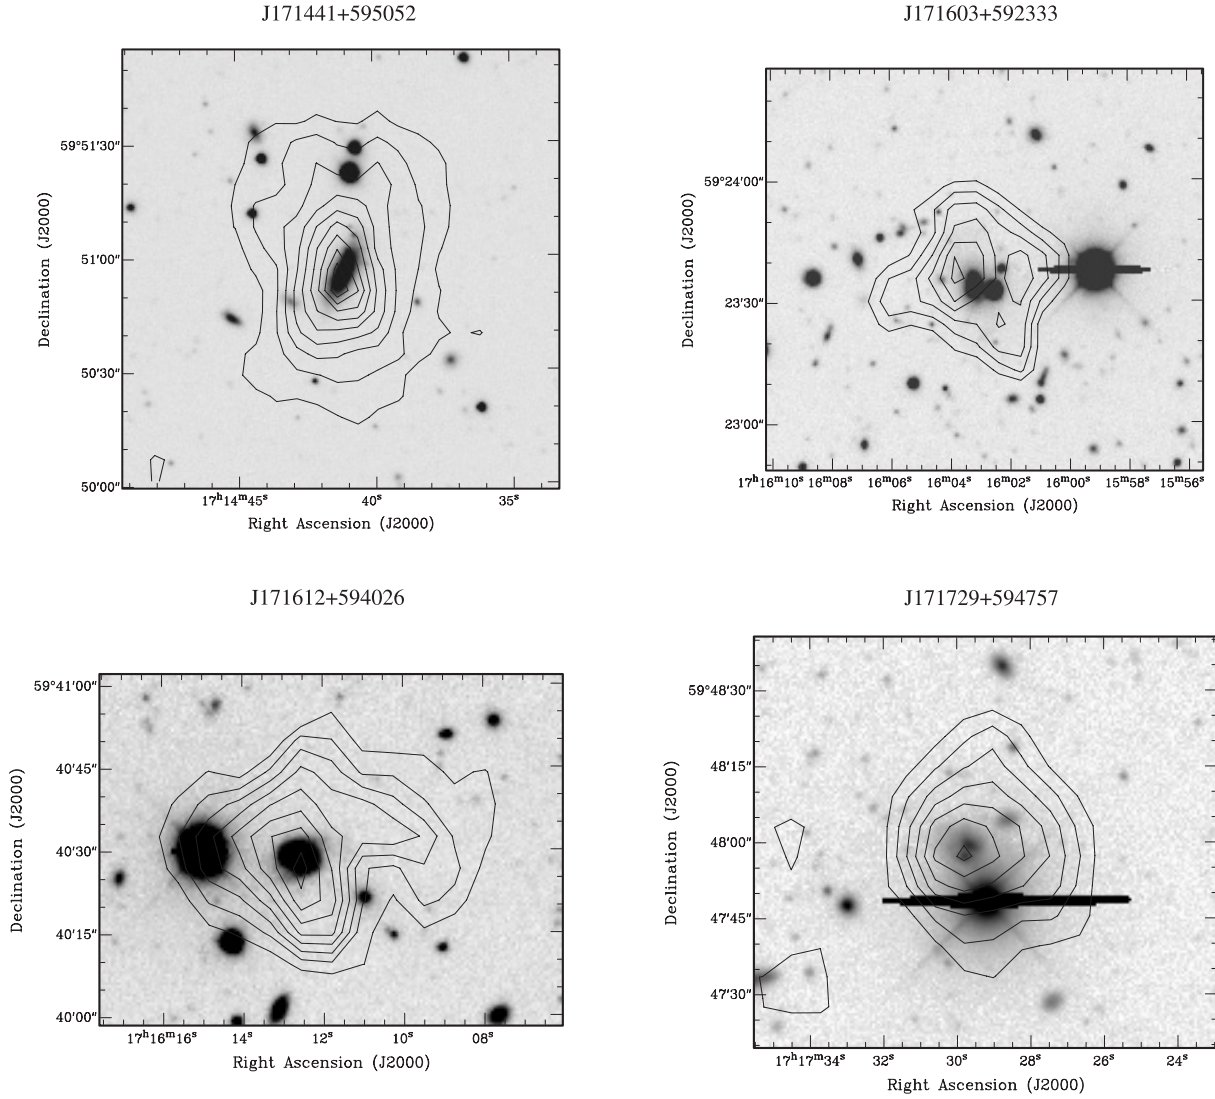 J171441+595052
59°51′30″
51′00″
50′30″
50′00″
Declination (J2000)
17ʰ14ᵐ45ˢ 40ˢ 35ˢ
Right Ascension (J2000)
J171603+592333
59°24′00″
23′30″
23′00″
Declination (J2000)
17ʰ16ᵐ10ˢ 16ᵐ08ˢ 16ᵐ06ˢ 16ᵐ04ˢ 16ᵐ02ˢ 16ᵐ00ˢ 15ᵐ58ˢ 15ᵐ56ˢ
Right Ascension (J2000)
J171612+594026
59°41′00″
40′45″
40′30″
40′15″
40′00″
Declination (J2000)
17ʰ16ᵐ16ˢ 14ˢ 12ˢ 10ˢ 08ˢ
Right Ascension (J2000)
J171729+594757
59°48′30″
48′15″
48′00″
47′45″
47′30″
Declination (J2000)
17ʰ17ᵐ34ˢ 32ˢ 30ˢ 28ˢ 26ˢ 24ˢ
Right Ascension (J2000)